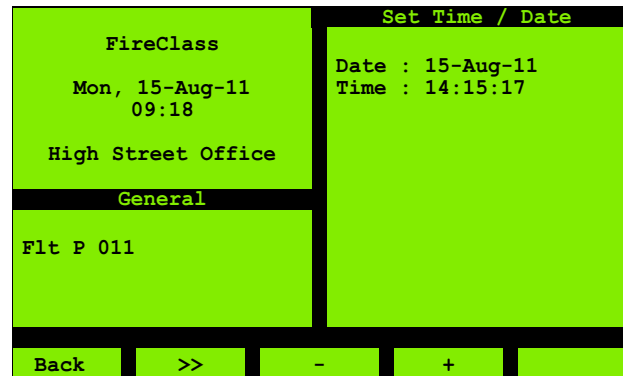 FireClass
Mon, 15-Aug-11
09:18
High Street Office
General
Flt P 011
Set Time / Date
Date : 15-Aug-11
Time : 14:15:17
Back >> - +